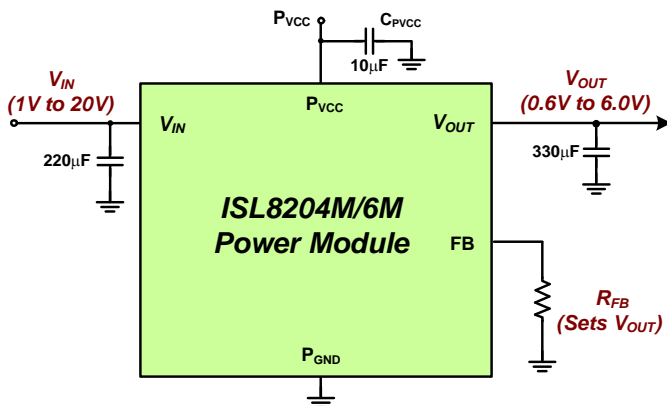 PVCC
CPVCC
10µF
VIN
(1V to 20V)
VOUT
(0.6V to 6.0V)
PVCC
VIN
VOUT
220µF
330µF
ISL8204M/6M
Power Module
FB
RFB
(Sets VOUT)
PGND